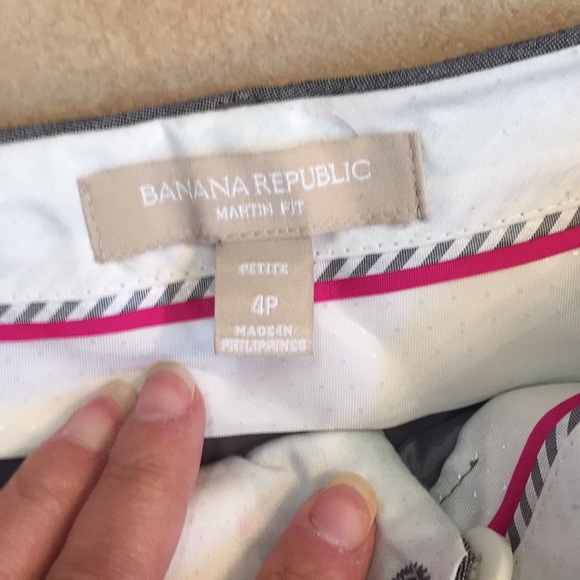 BANANA REPUBLIC
MARTIN FIT
PETITE
4P
MADE IN
PHILIPPINES